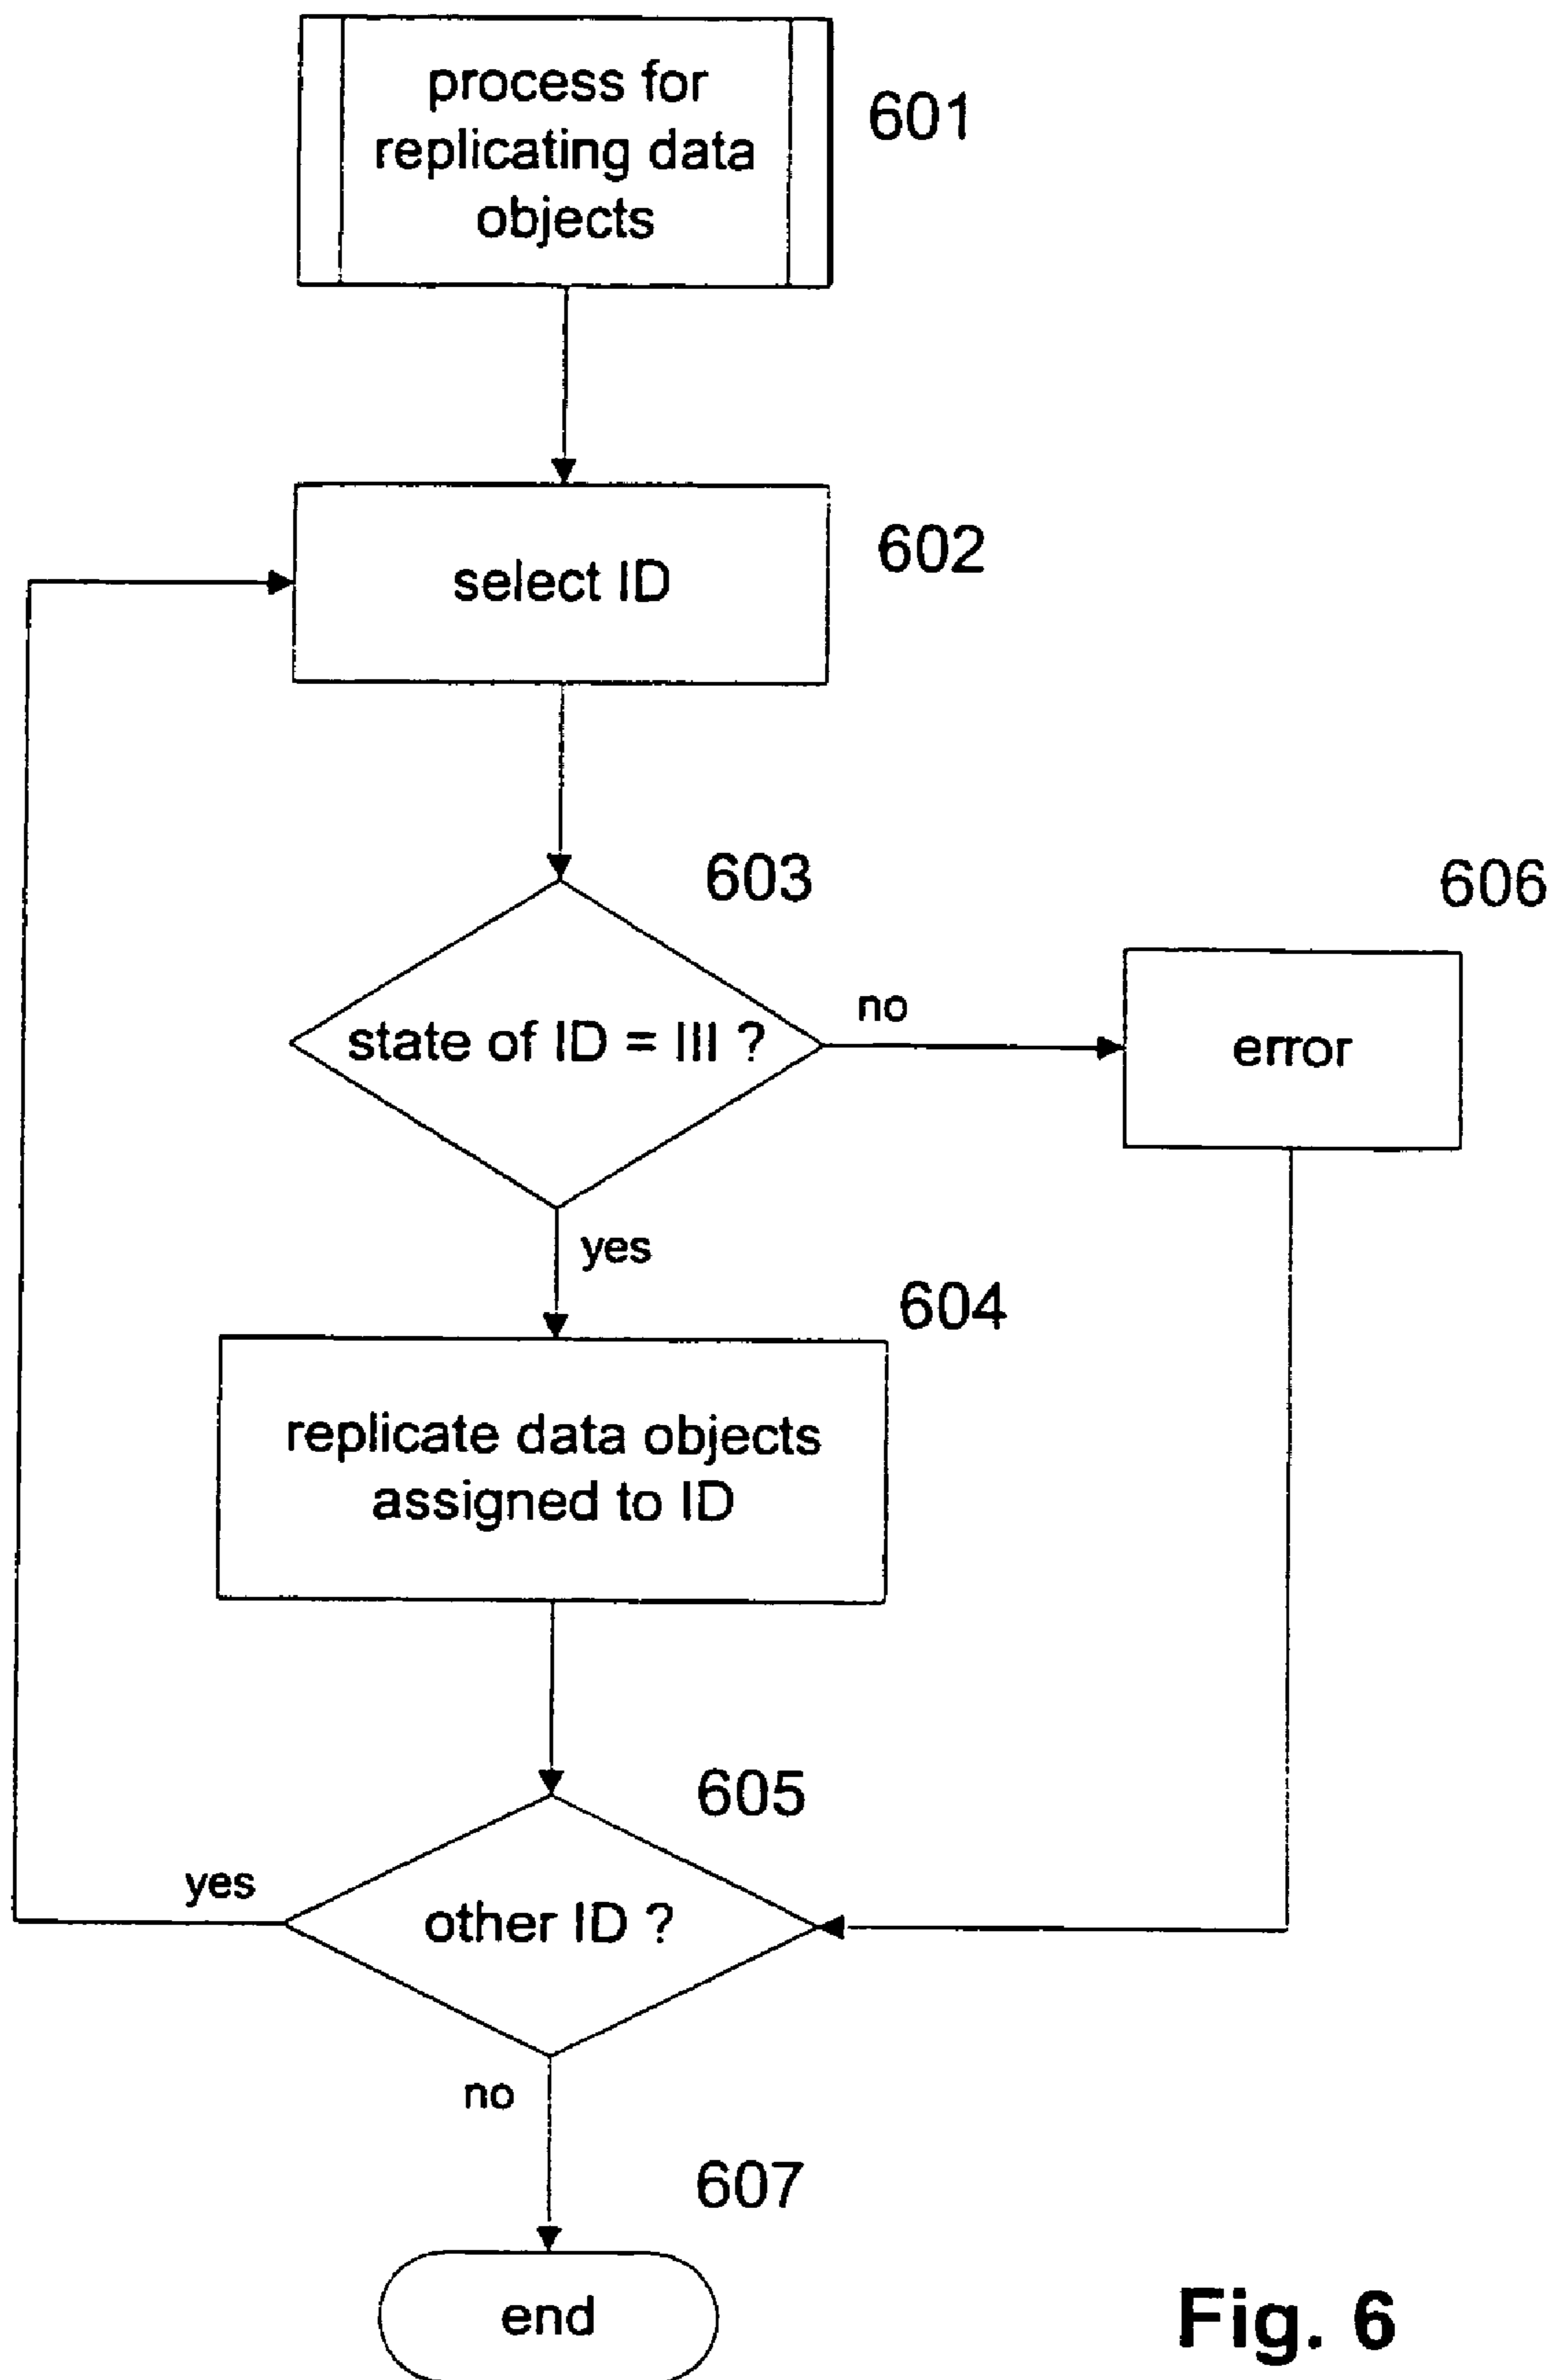 process for
replicating data
objects
601
select ID
602
603
state of ID = III ?
no
606
error
yes
604
replicate data objects
assigned to ID
605
yes
other ID ?
no
607
end
Fig. 6